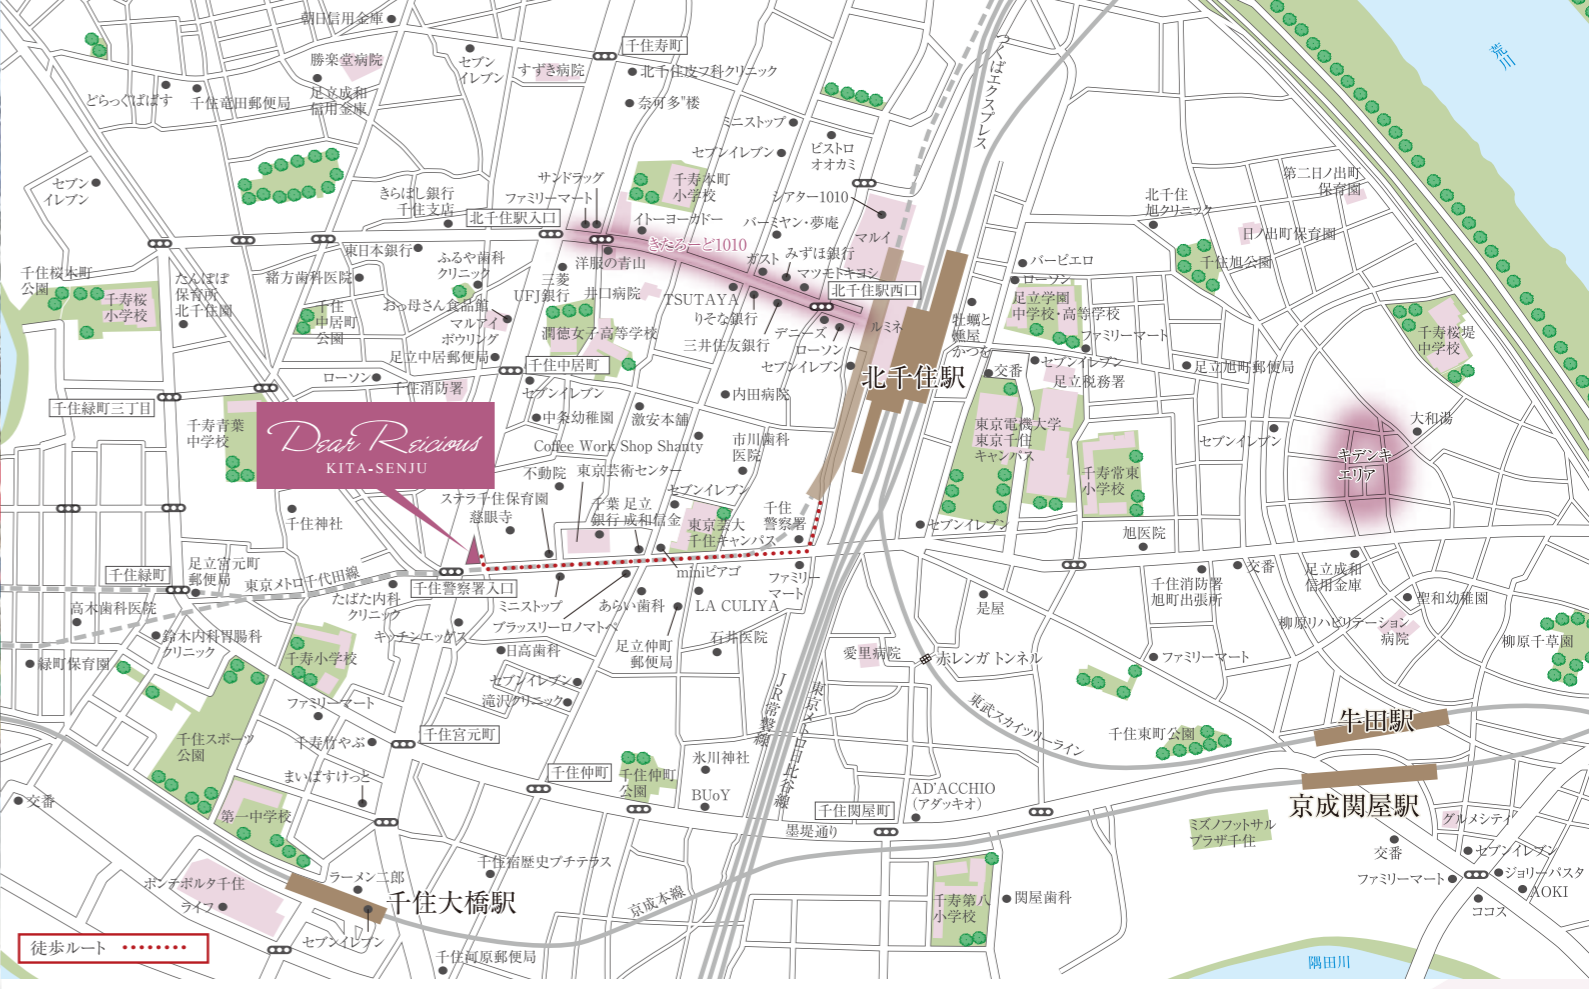 朝日信用金庫
勝楽堂病院
セブン
イレブン
すずき病院
千住寿町
北千住皮フ科クリニック
奈可多"楼
どらっぐぱぱす
千住竜田郵便局
足立成和
信用金庫
ミニストップ
セブンイレブン
ビストロ
オオカミ
つくばエクスプレス
荒川
セブン
イレブン
きらぼし銀行
千住支店
サンドラッグ
ファミリーマート
千寿本町
小学校
シアター1010
第二日ノ出町
保育園
北千住
旭クリニック
北千住駅入口
イトーヨーカドー
バーミヤン・夢庵
マルイ
日ノ出町保育園
きたろーど1010
東日本銀行
ふるや歯科
クリニック
洋服の青山
ガスト
みずほ銀行
マツモトキヨシ
北千住駅西口
バーピエロ
ローソン
千住旭公園
千住桜木町
公園
千寿桜
小学校
たんぽぽ
保育所
北千住園
緒方歯科医院
三菱
UFJ銀行
井口病院
TSUTAYA
りそな銀行
おっ母さん食品館
マルアイ
ボウリング
千住
中居町
公園
潤徳女子高等学校
デニーズ
ローソン
三井住友銀行
セブンイレブン
ルミネ
牡蠣と
燻屋
かつを
足立学園
中学校・高等学校
ファミリーマート
千寿桜堤
中学校
足立中居郵便局
千住中居町
北千住駅
交番
セブンイレブン
足立税務署
足立旭町郵便局
ローソン
千住消防署
セブンイレブン
内田病院
千住緑町三丁目
千寿青葉
中学校
Dear Reicious
KITA-SENJU
中条幼稚園
激安本舗
Coffee Work Shop Shanty
市川歯科
医院
東京電機大学
東京千住
キャンパス
千寿常東
小学校
セブンイレブン
大和湯
キデンキ
エリア
不動院
東京芸術センター
ステラ千住保育園
慈眼寺
セブンイレブン
千葉
銀行
足立
成和信金
東京芸大
千住キャンパス
千住
警察署
千住神社
セブンイレブン
旭医院
千住緑町
足立宮元町
郵便局
東京メトロ千代田線
千住警察署入口
miniピアゴ
ファミリー
マート
千住消防署
旭町出張所
交番
足立成和
信用金庫
高木歯科医院
たばた内科
クリニック
ミニストップ
あらい歯科
LA CULIYA
是屋
聖和幼稚園
鈴木内科胃腸科
クリニック
キッチンエックス
ブラッスリーロノマトペ
足立仲町
郵便局
石井医院
柳原リハビリテーション
病院
柳原千草園
緑町保育園
千寿小学校
日高歯科
愛里病院
赤レンガ トンネル
ファミリーマート
セブンイレブン
滝沢クリニック
JR常磐線
東京メトロ日比谷線
東武スカイツリーライン
ファミリーマート
千住スポーツ
公園
千寿竹やぶ
千住宮元町
牛田駅
千住東町公園
まいばすけっと
千住仲町
千住仲町
公園
氷川神社
BUoY
AD'ACCHIO
（アダッキオ）
京成関屋駅
交番
第一中学校
千住関屋町
墨堤通り
ミズノフットサル
プラザ千住
グルメシティ
交番
セブンイレブン
ファミリーマート
ジョリーパスタ
AOKI
ココス
千住宿歴史プチテラス
ポンテポルタ千住
ライフ
ラーメン二郎
千住大橋駅
京成本線
千寿第八
小学校
関屋歯科
徒歩ルート
セブンイレブン
千住河原郵便局
隅田川